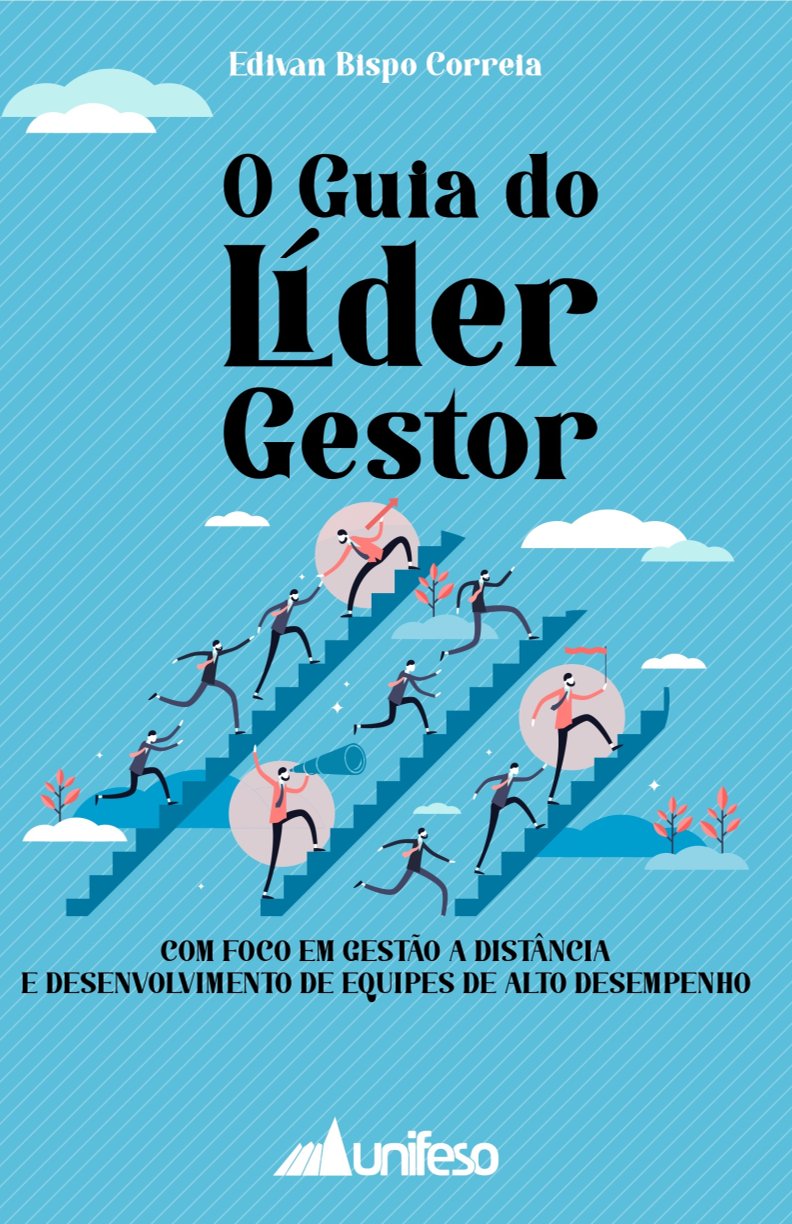 Edivan Bispo Correia
O Guia do
Líder
Gestor
COM FOCO EM GESTÃO A DISTÂNCIA
E DESENVOLVIMENTO DE EQUIPES DE ALTO DESEMPENHO
unifeso